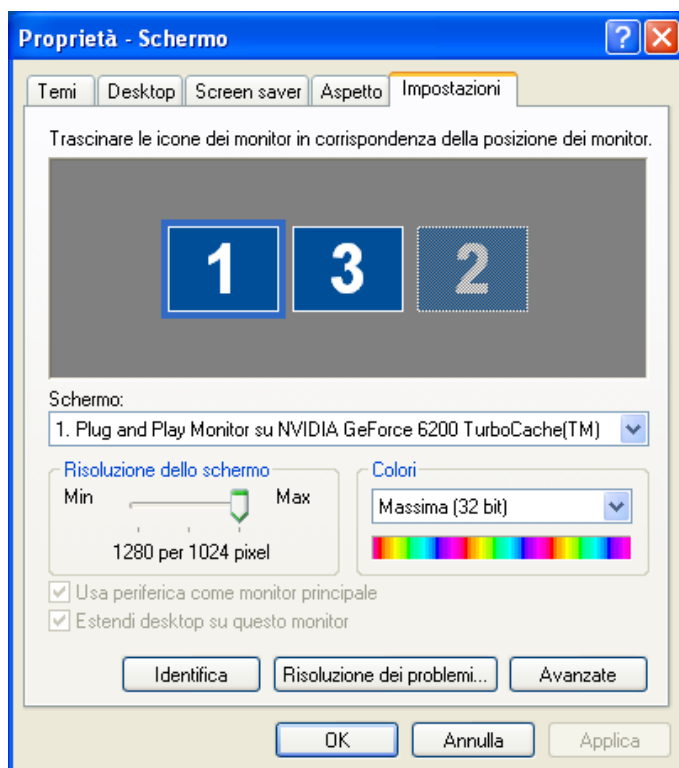 Proprietà - Schermo
Temi Desktop Screen saver Aspetto Impostazioni
Trascinare le icone dei monitor in corrispondenza della posizione dei monitor.
1 3 2
Schermo:
1. Plug and Play Monitor su NVIDIA GeForce 6200 TurboCache(TM)
Risoluzione dello schermo
Min Max
1280 per 1024 pixel
Colori
Massima (32 bit)
Usa periferica come monitor principale
Estendi desktop su questo monitor
Identifica Risoluzione dei problemi... Avanzate
OK Annulla Applica